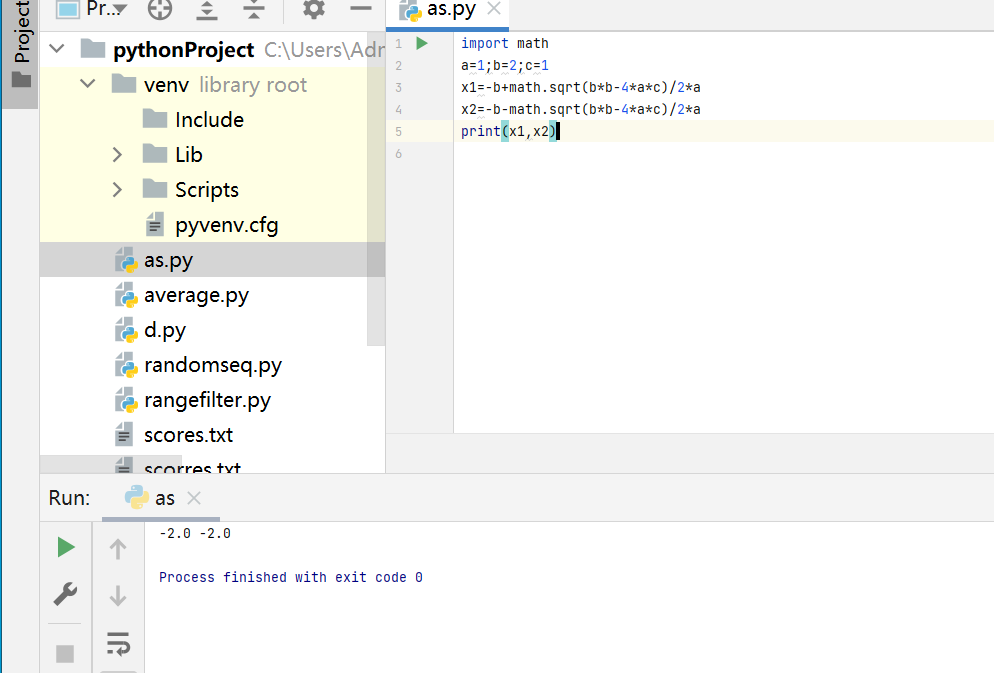 Project
Pr...
as.py
pythonProject C:\Users\Adr
venv library root
Include
Lib
Scripts
pyvenv.cfg
as.py
average.py
d.py
randomseq.py
rangefilter.py
scores.txt
scorres.txt
1 import math
2 a=1;b=2;c=1
3 x1=-b+math.sqrt(b*b-4*a*c)/2*a
4 x2=-b-math.sqrt(b*b-4*a*c)/2*a
5 print(x1,x2)
6
Run: as
-2.0 -2.0
Process finished with exit code 0